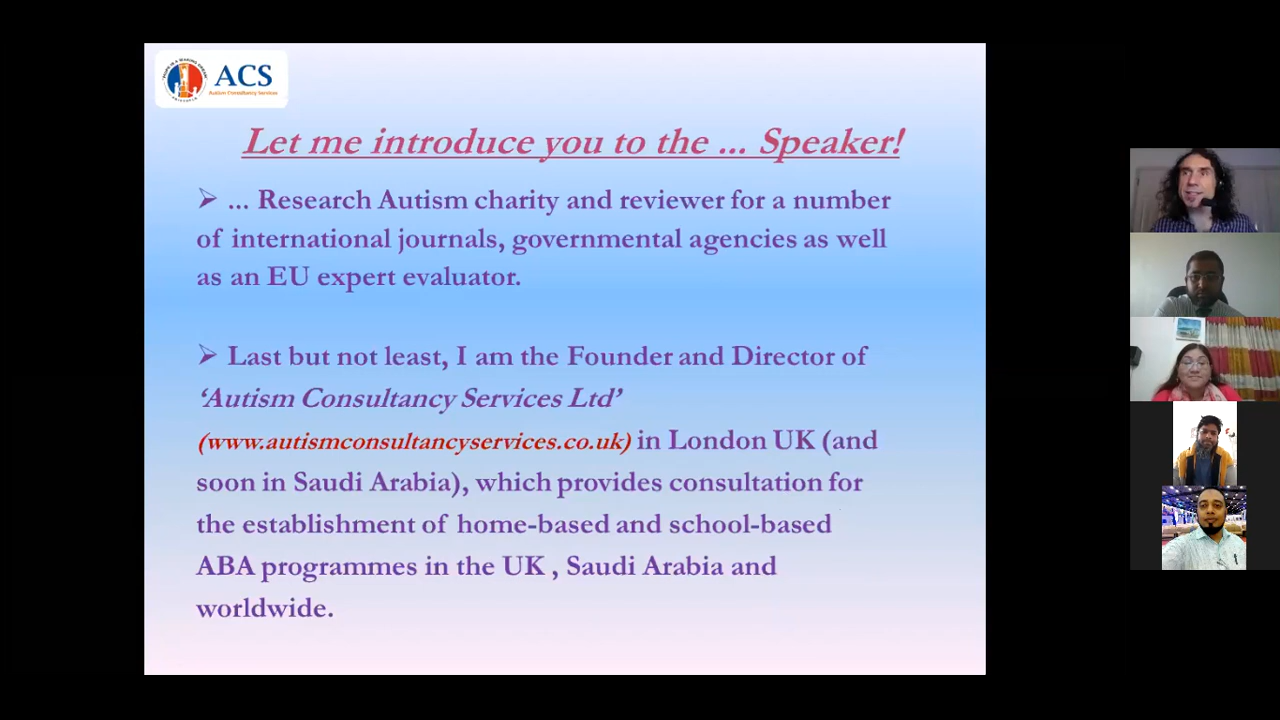 ACS
Autism Consultancy Services
Let me introduce you to the ... Speaker!
... Research Autism charity and reviewer for a number
of international journals, governmental agencies as well
as an EU expert evaluator.
Last but not least, I am the Founder and Director of
‘Autism Consultancy Services Ltd’
(www.autismconsultancyservices.co.uk) in London UK (and
soon in Saudi Arabia), which provides consultation for
the establishment of home-based and school-based
ABA programmes in the UK , Saudi Arabia and
worldwide.